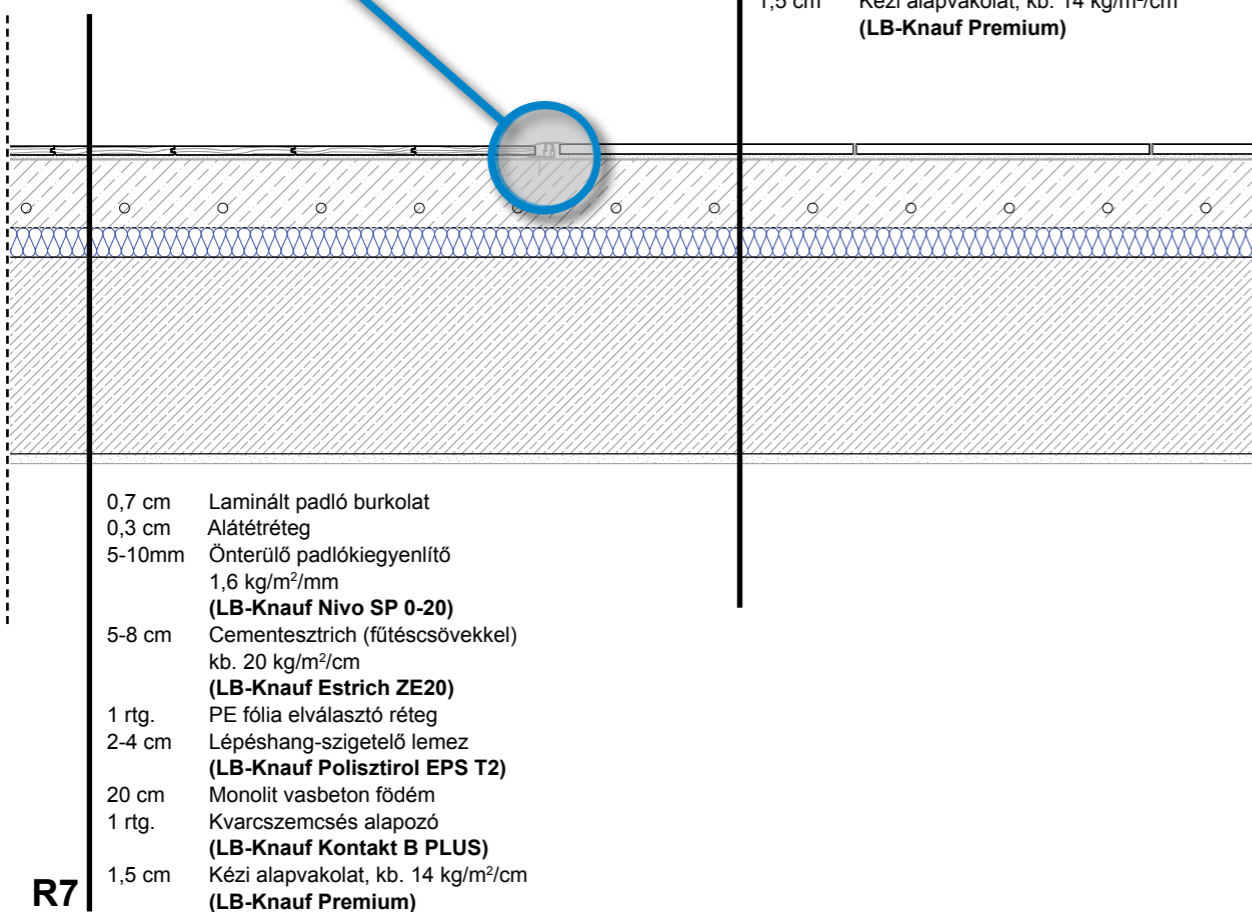 1,5 cm Kézi alapvakolat, kb. 14 kg/m²/cm
(LB-Knauf Premium)
0,7 cm Laminált padló burkolat
0,3 cm Alátétréteg
5-10mm Önterülő padlókiegyenlítő
1,6 kg/m²/mm
(LB-Knauf Nivo SP 0-20)
5-8 cm Cementesztrich (fűtéscsövekkel)
kb. 20 kg/m²/cm
(LB-Knauf Estrich ZE20)
1 rtg. PE fólia elválasztó réteg
2-4 cm Lépéshang-szigetelő lemez
(LB-Knauf Polisztirol EPS T2)
20 cm Monolit vasbeton födém
1 rtg. Kvarcszemcsés alapozó
(LB-Knauf Kontakt B PLUS)
1,5 cm Kézi alapvakolat, kb. 14 kg/m²/cm
(LB-Knauf Premium)
R7